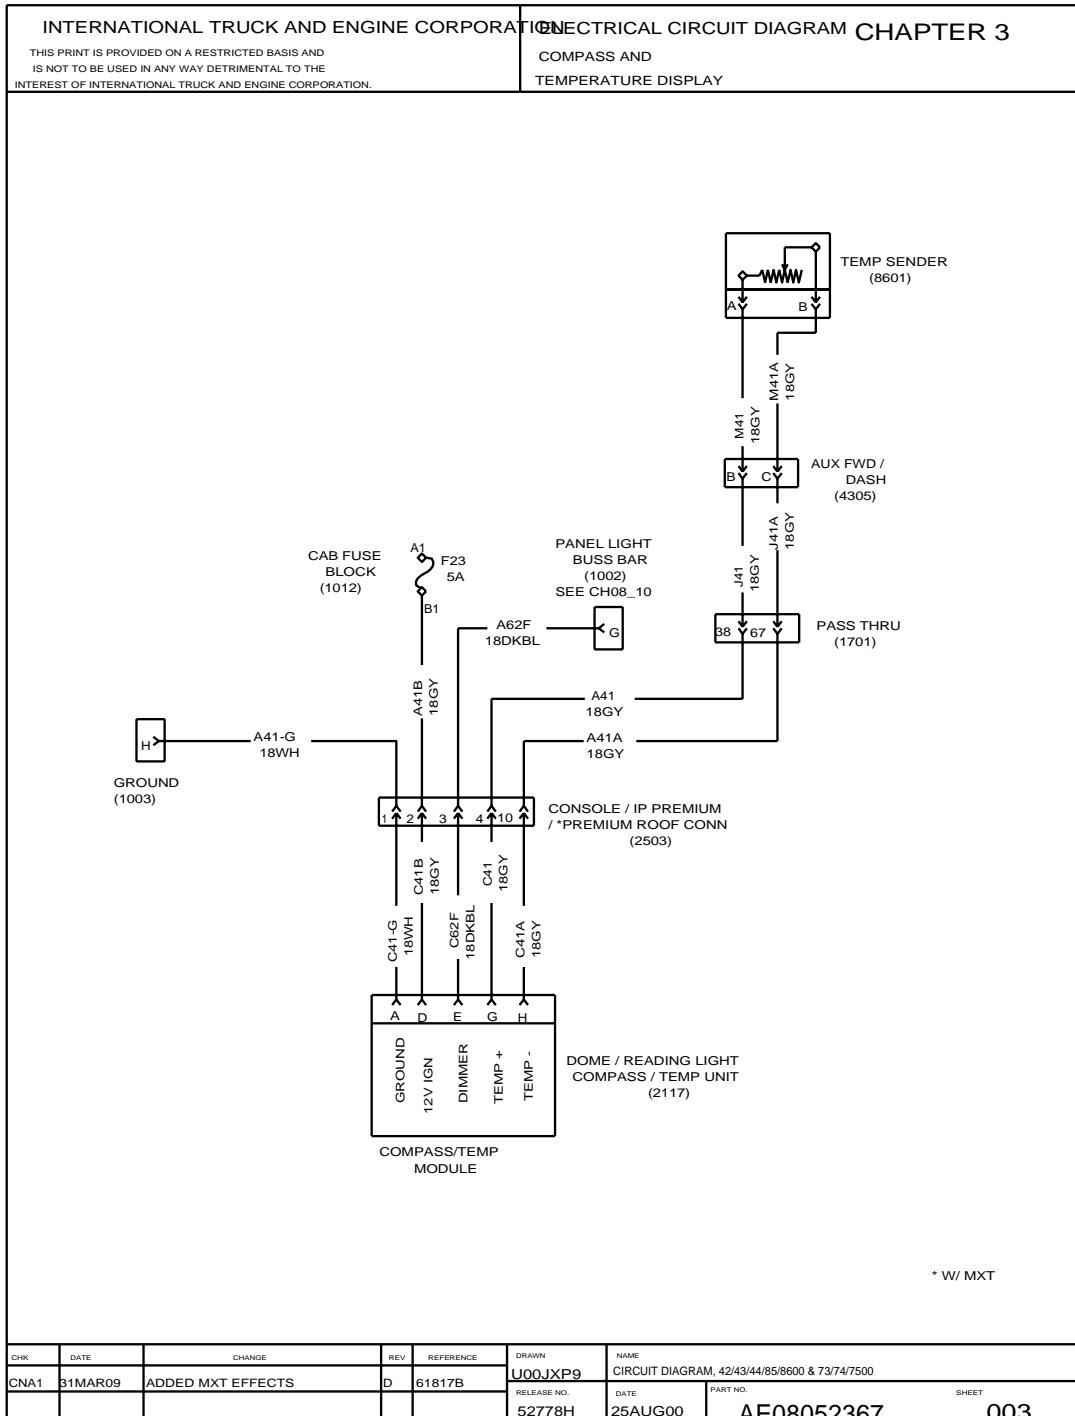 INTERNATIONAL TRUCK AND ENGINE CORPORATION
THIS PRINT IS PROVIDED ON A RESTRICTED BASIS AND
IS NOT TO BE USED IN ANY WAY DETRIMENTAL TO THE
INTEREST OF INTERNATIONAL TRUCK AND ENGINE CORPORATION.
ELECTRICAL CIRCUIT DIAGRAM CHAPTER 3
COMPASS AND
TEMPERATURE DISPLAY
TEMP SENDER
(8601)
A B
M41
18GY
M41A
18GY
B C
AUX FWD /
DASH
(4305)
J41
18GY
J41A
18GY
38 67
PASS THRU
(1701)
CAB FUSE
BLOCK
(1012)
A1
F23
5A
B1
PANEL LIGHT
BUSS BAR
(1002)
SEE CH08_10
G
A62F
18DKBL
A41B
18GY
A41
18GY
A41A
18GY
H
A41-G
18WH
GROUND
(1003)
1 2 3 4 10
CONSOLE / IP PREMIUM
/ *PREMIUM ROOF CONN
(2503)
C41-G
18WH
C41B
18GY
C62F
18DKBL
C41
18GY
C41A
18GY
A D E G H
GROUND
12V IGN
DIMMER
TEMP +
TEMP -
DOME / READING LIGHT
COMPASS / TEMP UNIT
(2117)
COMPASS/TEMP
MODULE
* W/ MXT
CHK DATE CHANGE REV REFERENCE
CNA1 31MAR09 ADDED MXT EFFECTS D 61817B
DRAWN
U00JXP9
NAME
CIRCUIT DIAGRAM, 42/43/44/85/8600 & 73/74/7500
RELEASE NO.
52778H
DATE
25AUG00
PART NO.
AE08052367
SHEET
003